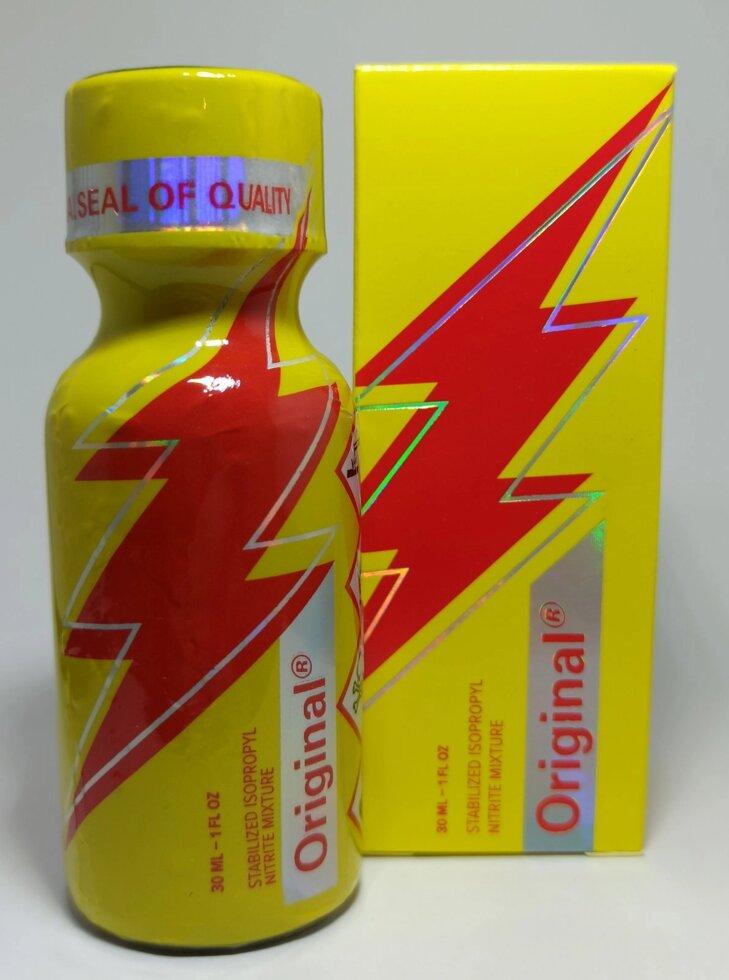 SEAL OF QUALITY
30 ML – 1 FL OZ
STABILIZED ISOPROPYL
NITRITE MIXTURE
Original®
30 ML – 1 FL OZ
STABILIZED ISOPROPYL
NITRITE MIXTURE
Original®